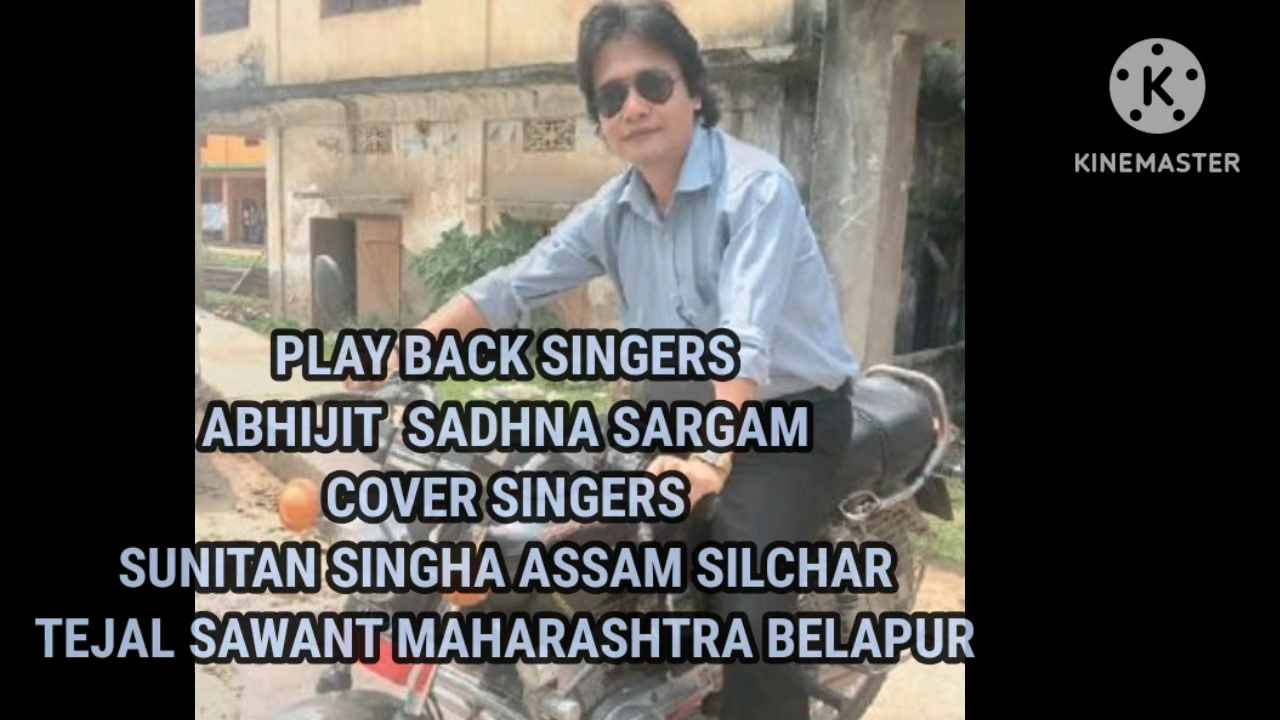 KINEMASTER
PLAY BACK SINGERS
ABHIJIT SADHNA SARGAM
COVER SINGERS
SUNITAN SINGHA ASSAM SILCHAR
TEJAL SAWANT MAHARASHTRA BELAPUR